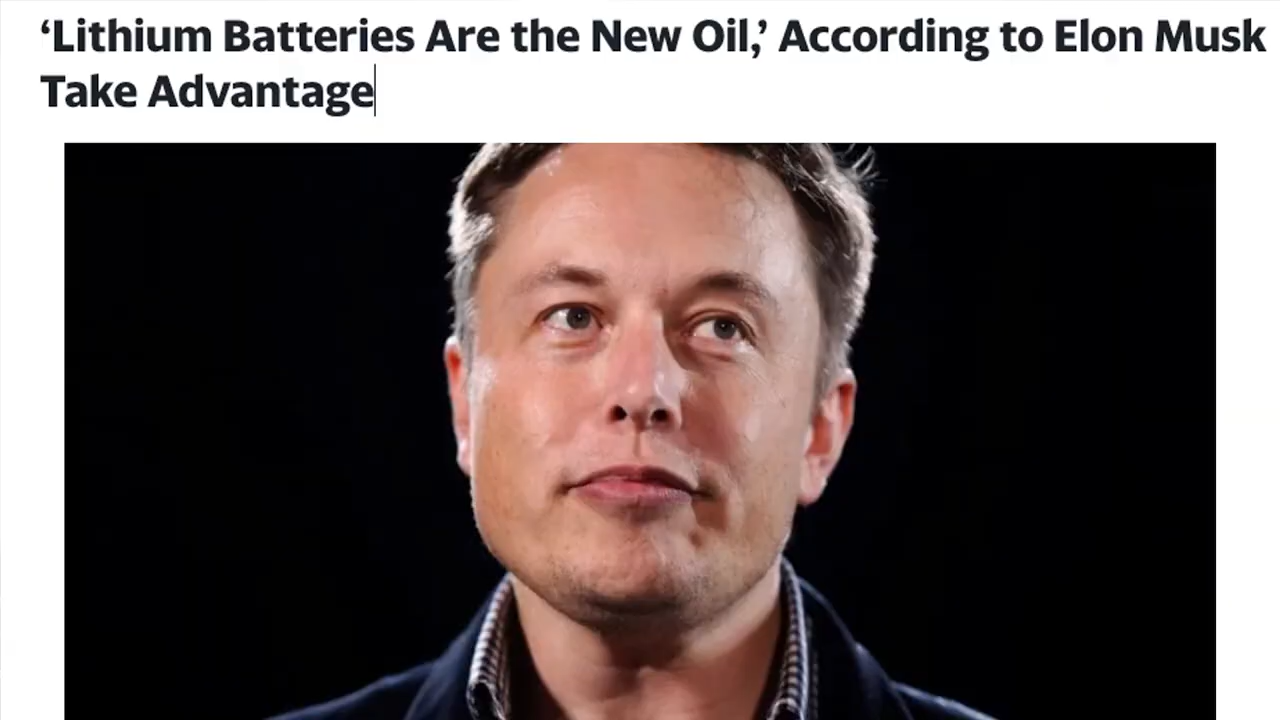 ‘Lithium Batteries Are the New Oil,’ According to Elon Musk
Take Advantage